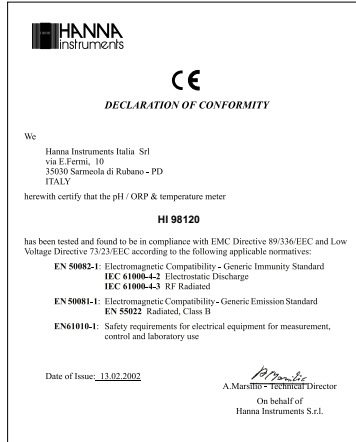 HANNA
instruments
CE
DECLARATION OF CONFORMITY
We
Hanna Instruments Italia Srl
via E.Fermi, 10
35030 Sarmeola di Rubano - PD
ITALY
herewith certify that the pH / ORP & temperature meter
HI 98120
has been tested and found to be in compliance with EMC Directive 89/336/EEC and Low
Voltage Directive 73/23/EEC according to the following applicable normatives:
EN 50082-1: Electromagnetic Compatibility - Generic Immunity Standard
IEC 61000-4-2 Electrostatic Discharge
IEC 61000-4-3 RF Radiated
EN 50081-1: Electromagnetic Compatibility - Generic Emission Standard
EN 55022 Radiated, Class B
EN61010-1: Safety requirements for electrical equipment for measurement,
control and laboratory use
Date of Issue: 13.02.2002
A.Marsilio - Technical Director
On behalf of
Hanna Instruments S.r.l.